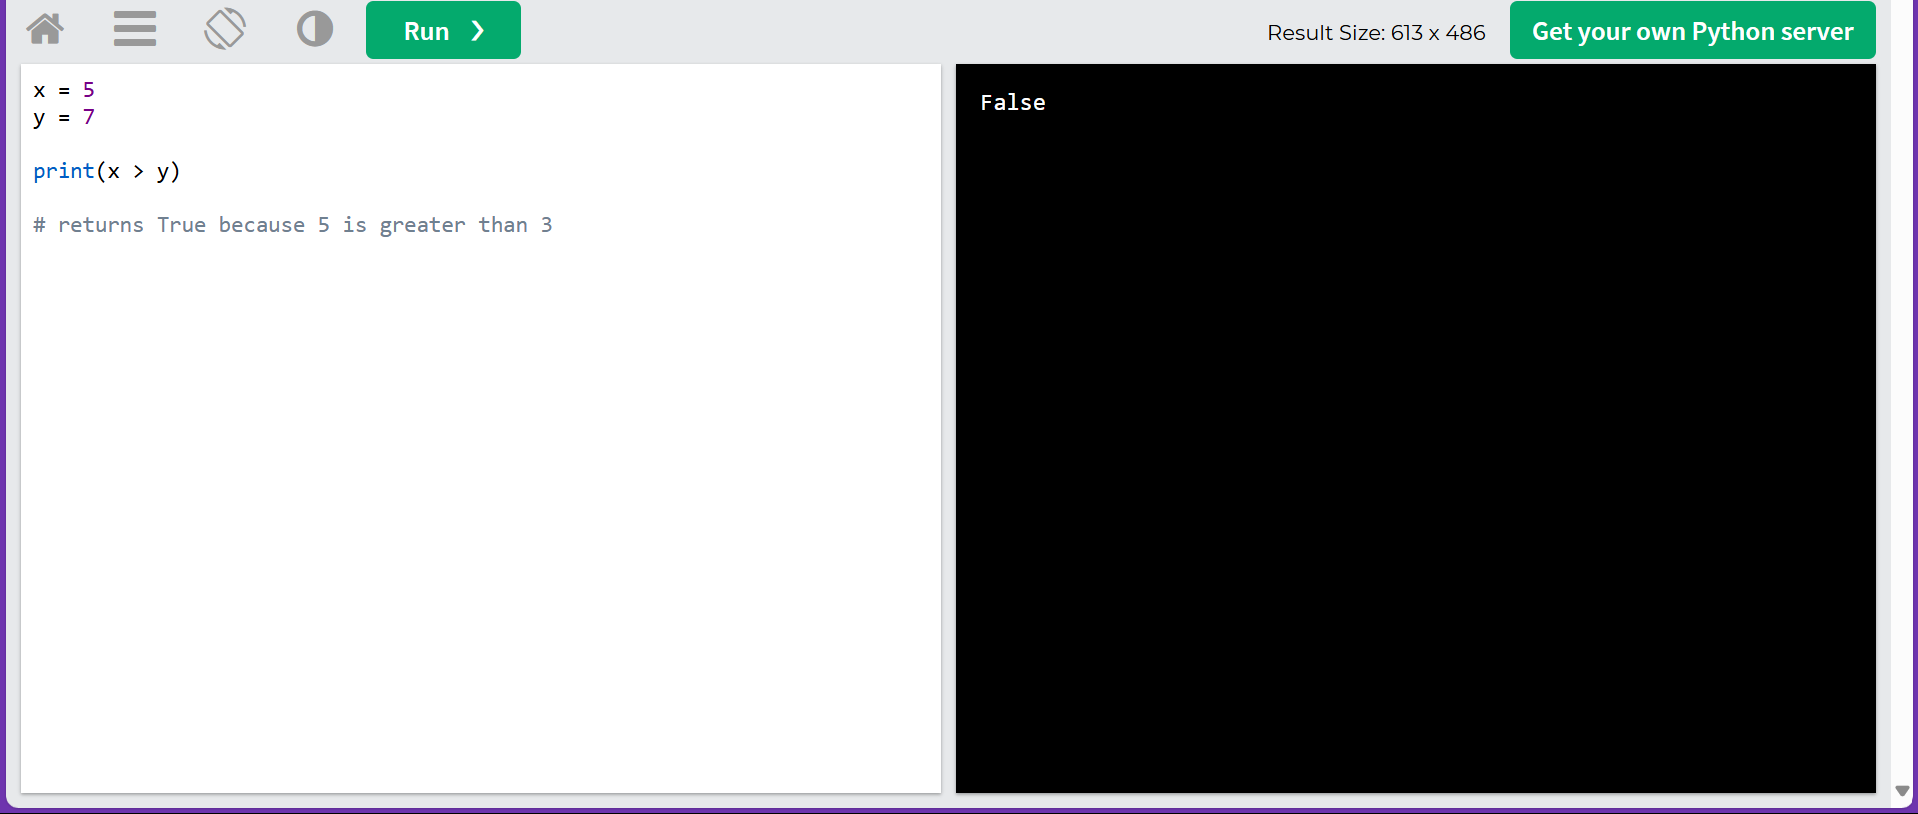 Run ❯
Result Size: 613 x 486
Get your own Python server
x = 5
y = 7
print(x > y)
# returns True because 5 is greater than 3
False